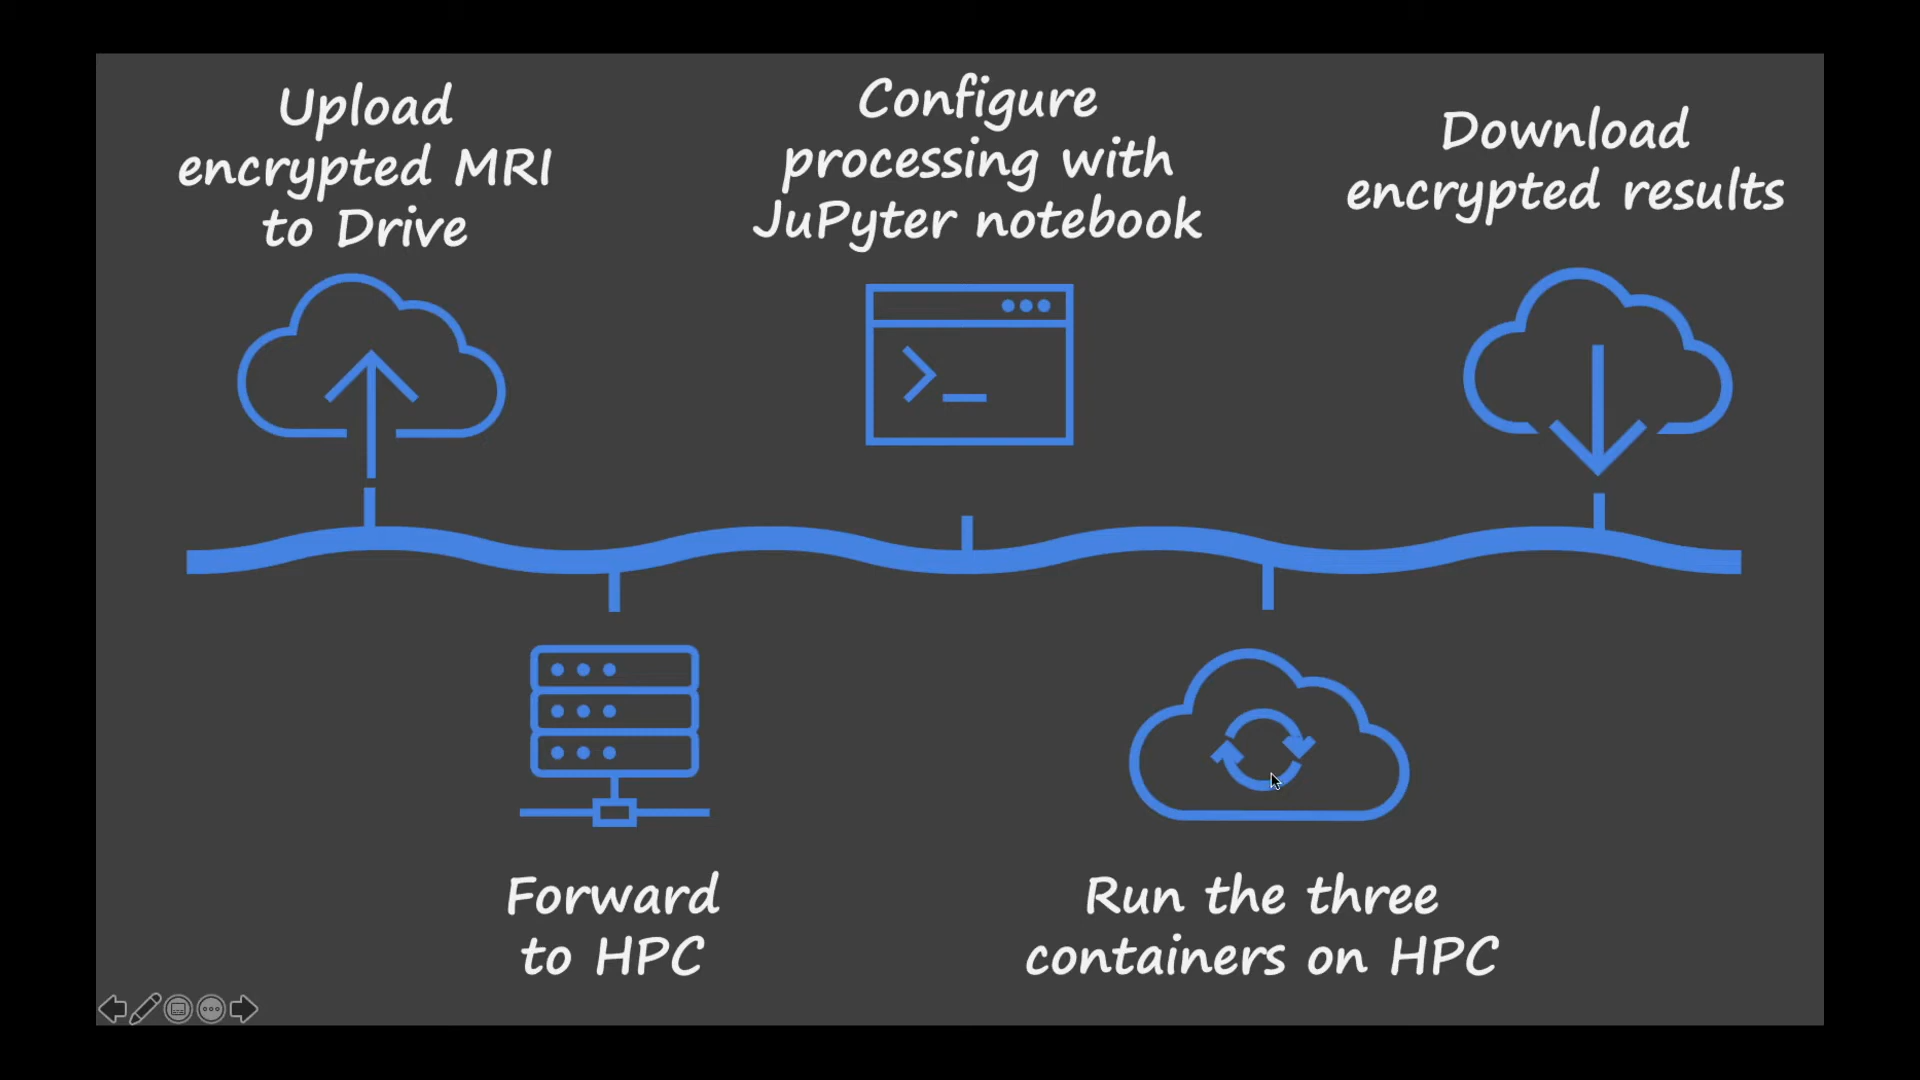 Upload
encrypted MRI
to Drive
Configure
processing with
JuPyter notebook
Download
encrypted results
>_
Forward
to HPC
Run the three
containers on HPC